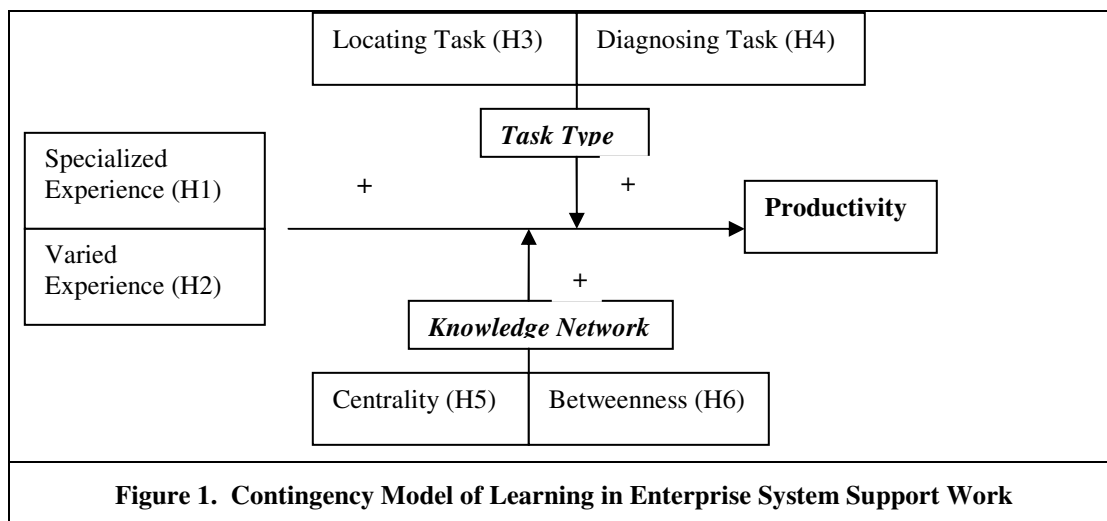 Locating Task (H3)
Diagnosing Task (H4)
Task Type
Specialized
Experience (H1)
+
+
Productivity
Varied
Experience (H2)
+
Knowledge Network
Centrality (H5)
Betweenness (H6)
Figure 1. Contingency Model of Learning in Enterprise System Support Work